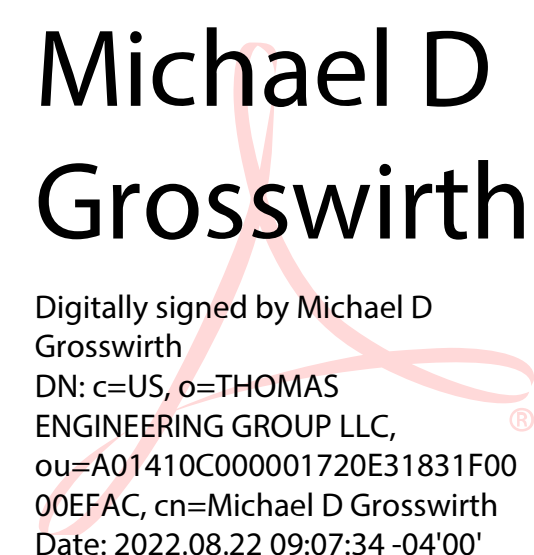 Michael D
Grosswirth
Digitally signed by Michael D
Grosswirth
DN: c=US, o=THOMAS
ENGINEERING GROUP LLC,
ou=A01410C000001720E31831F00
00EFAC, cn=Michael D Grosswirth
Date: 2022.08.22 09:07:34 -04'00'
®